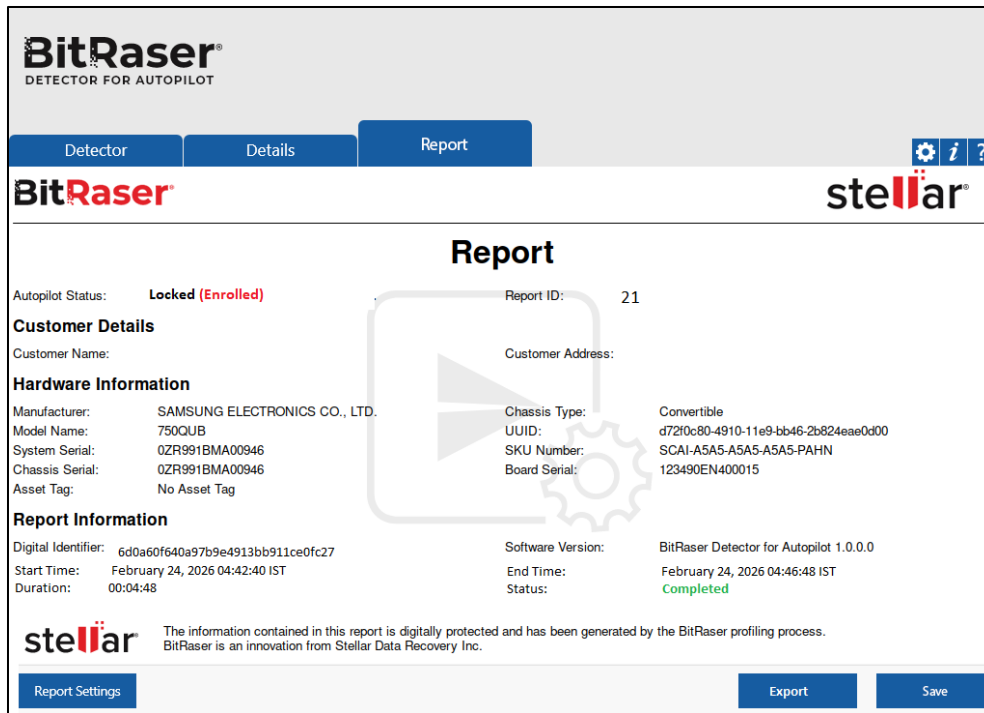 BitRaser®
DETECTOR FOR AUTOPILOT
Detector Details Report i ?
BitRaser® stellar®
Report
Autopilot Status: Locked (Enrolled) Report ID: 21
Customer Details
Customer Name: Customer Address:
Hardware Information
Manufacturer: SAMSUNG ELECTRONICS CO., LTD. Chassis Type: Convertible
Model Name: 750QUB UUID: d72f0c80-4910-11e9-bb46-2b824eae0d00
System Serial: 0ZR991BMA00946 SKU Number: SCAI-A5A5-A5A5-A5A5-PAHN
Chassis Serial: 0ZR991BMA00946 Board Serial: 123490EN400015
Asset Tag: No Asset Tag
Report Information
Digital Identifier: 6d0a60f640a97b9e4913bb911ce0fc27 Software Version: BitRaser Detector for Autopilot 1.0.0.0
Start Time: February 24, 2026 04:42:40 IST End Time: February 24, 2026 04:46:48 IST
Duration: 00:04:48 Status: Completed
stellar® The information contained in this report is digitally protected and has been generated by the BitRaser profiling process.
BitRaser is an innovation from Stellar Data Recovery Inc.
Report Settings Export Save